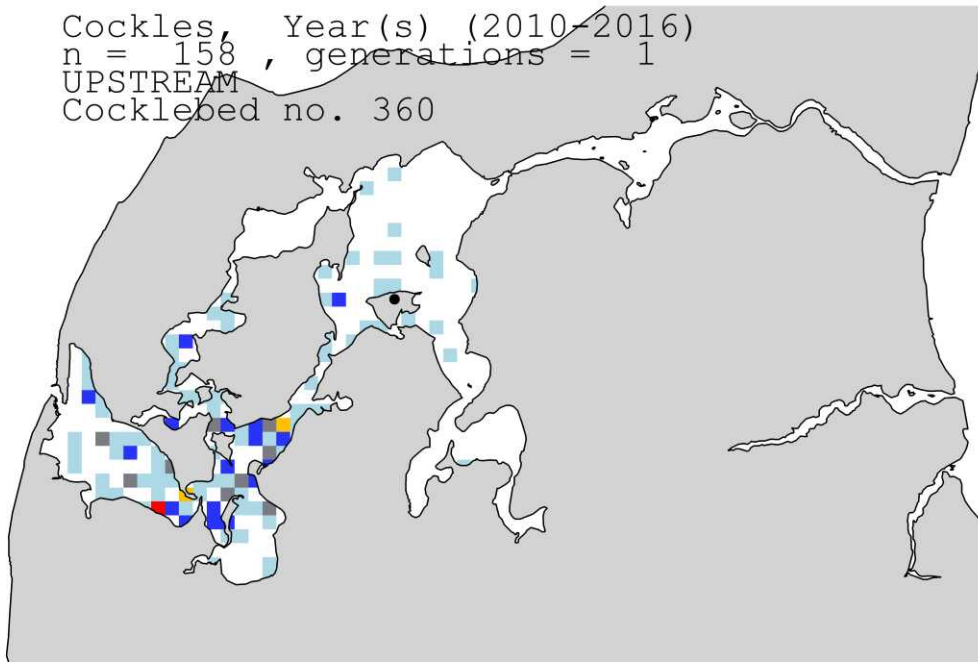 Cockles,  Year(s) (2010-2016)
n =  158 , generations =  1
UPSTREAM
Cocklebed no. 360